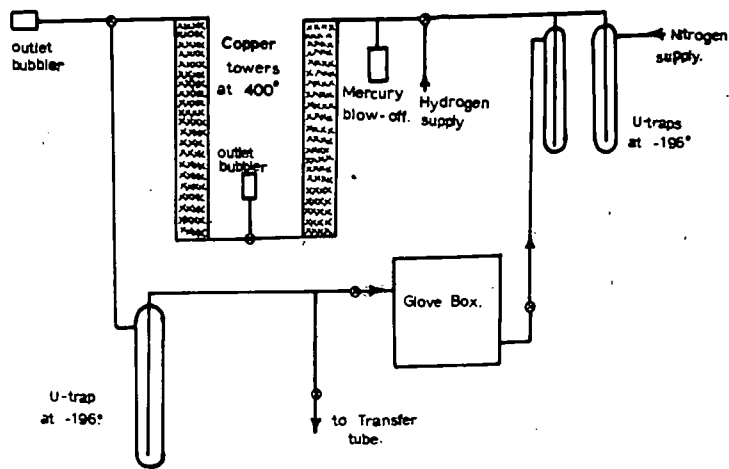 outlet
bubbler
Copper
towers
at 400°
outlet
bubbler
Mercury
blow-off.
Hydrogen
supply
Nitrogen
supply.
U-traps
at -196°
Glove Box.
U-trap
at -196°
to Transfer
tube.